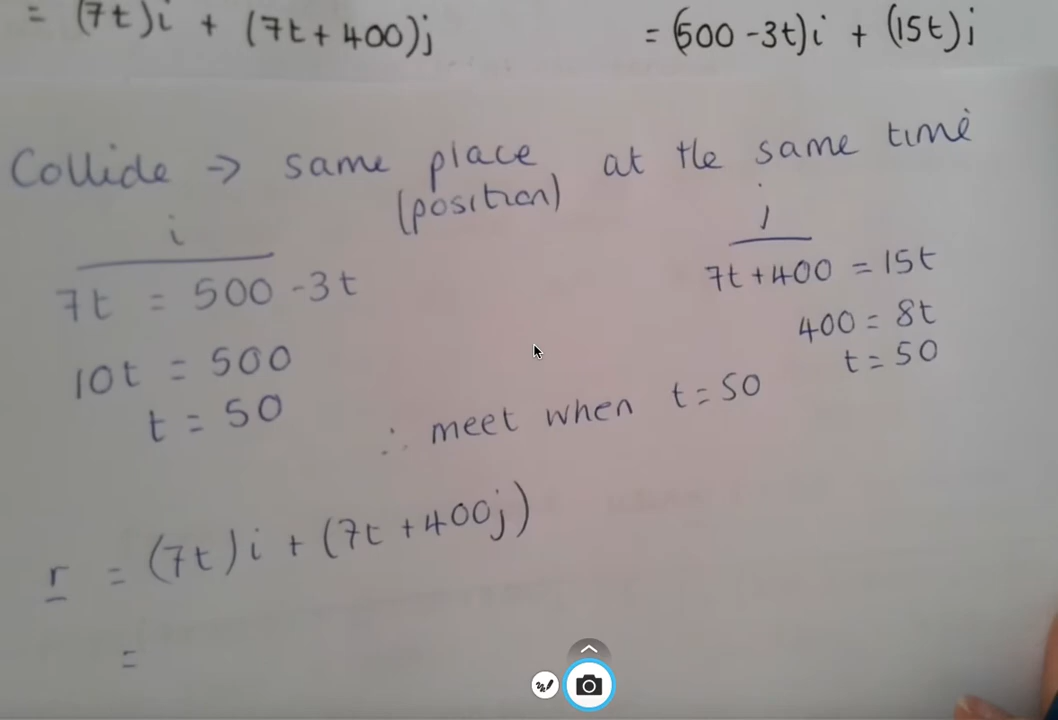 = (7t)i + (7t + 400)j
= (500 - 3t)i + (15t)j
Collide → same place at the same time
(position)
i
7t = 500 - 3t
10t = 500
t = 50
j
7t + 400 = 15t
400 = 8t
t = 50
∴ meet when t = 50
r = (7t)i + (7t + 400j)
=